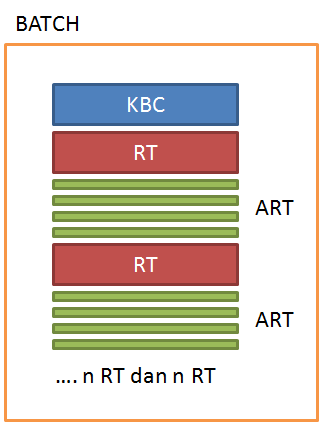 BATCH
KBC
RT
ART
RT
ART
.... n RT dan n RT